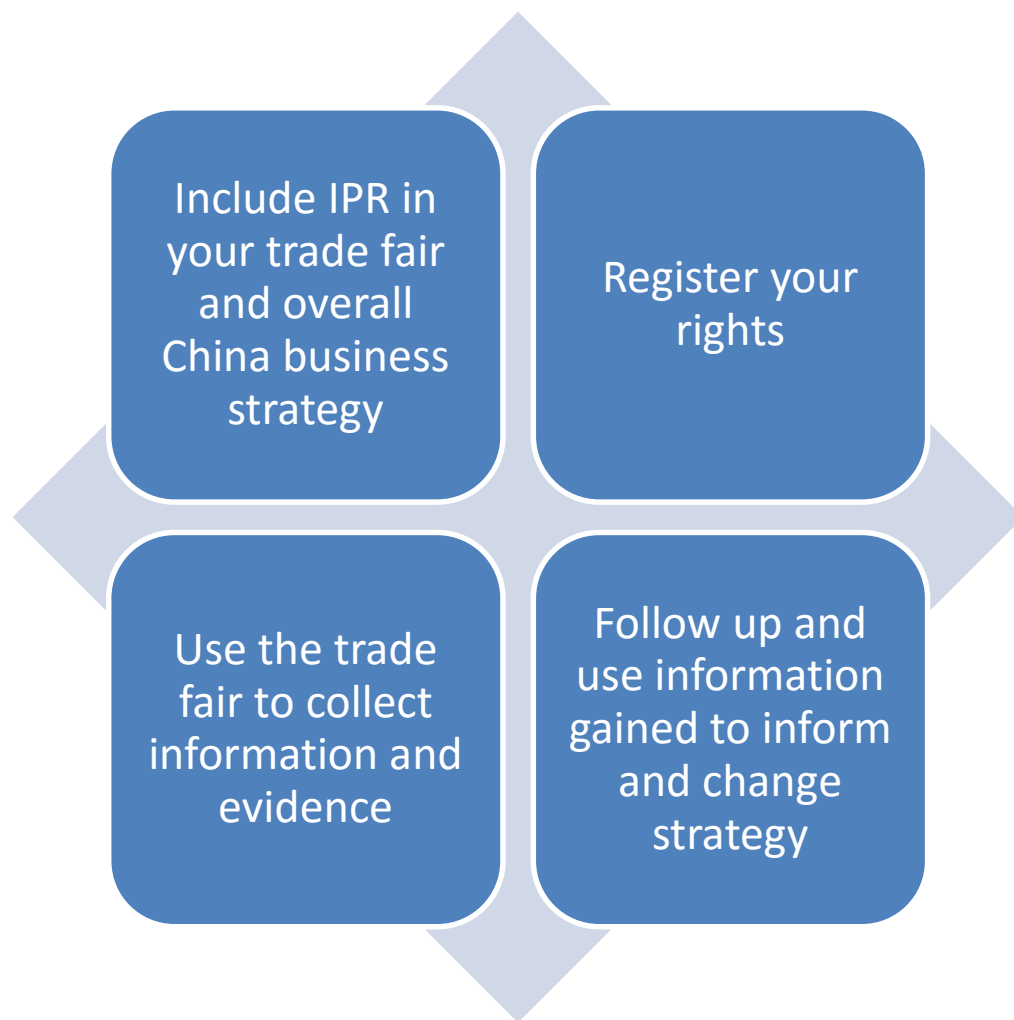 Include IPR in
your trade fair
and overall
China business
strategy
Register your
rights
Use the trade
fair to collect
information and
evidence
Follow up and
use information
gained to inform
and change
strategy